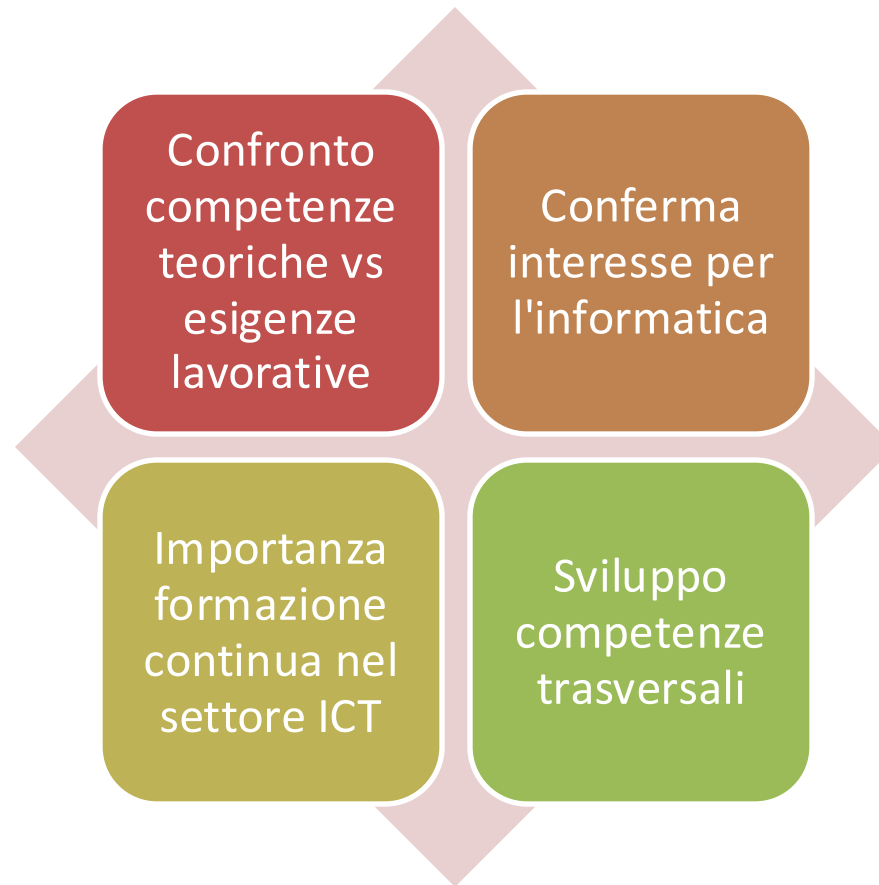 Confronto
competenze
teoriche vs
esigenze
lavorative
Conferma
interesse per
l'informatica
Importanza
formazione
continua nel
settore ICT
Sviluppo
competenze
trasversali